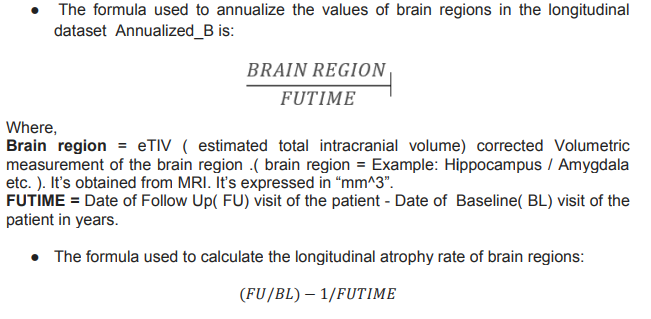 • The formula used to annualize the values of brain regions in the longitudinal
dataset Annualized_B is:
BRAIN REGION
FUTIME
Where,
Brain region = eTIV ( estimated total intracranial volume) corrected Volumetric
measurement of the brain region .( brain region = Example: Hippocampus / Amygdala
etc. ). It’s obtained from MRI. It’s expressed in “mm^3”.
FUTIME = Date of Follow Up( FU) visit of the patient - Date of Baseline( BL) visit of the
patient in years.
• The formula used to calculate the longitudinal atrophy rate of brain regions:
(FU/BL) – 1/FUTIME